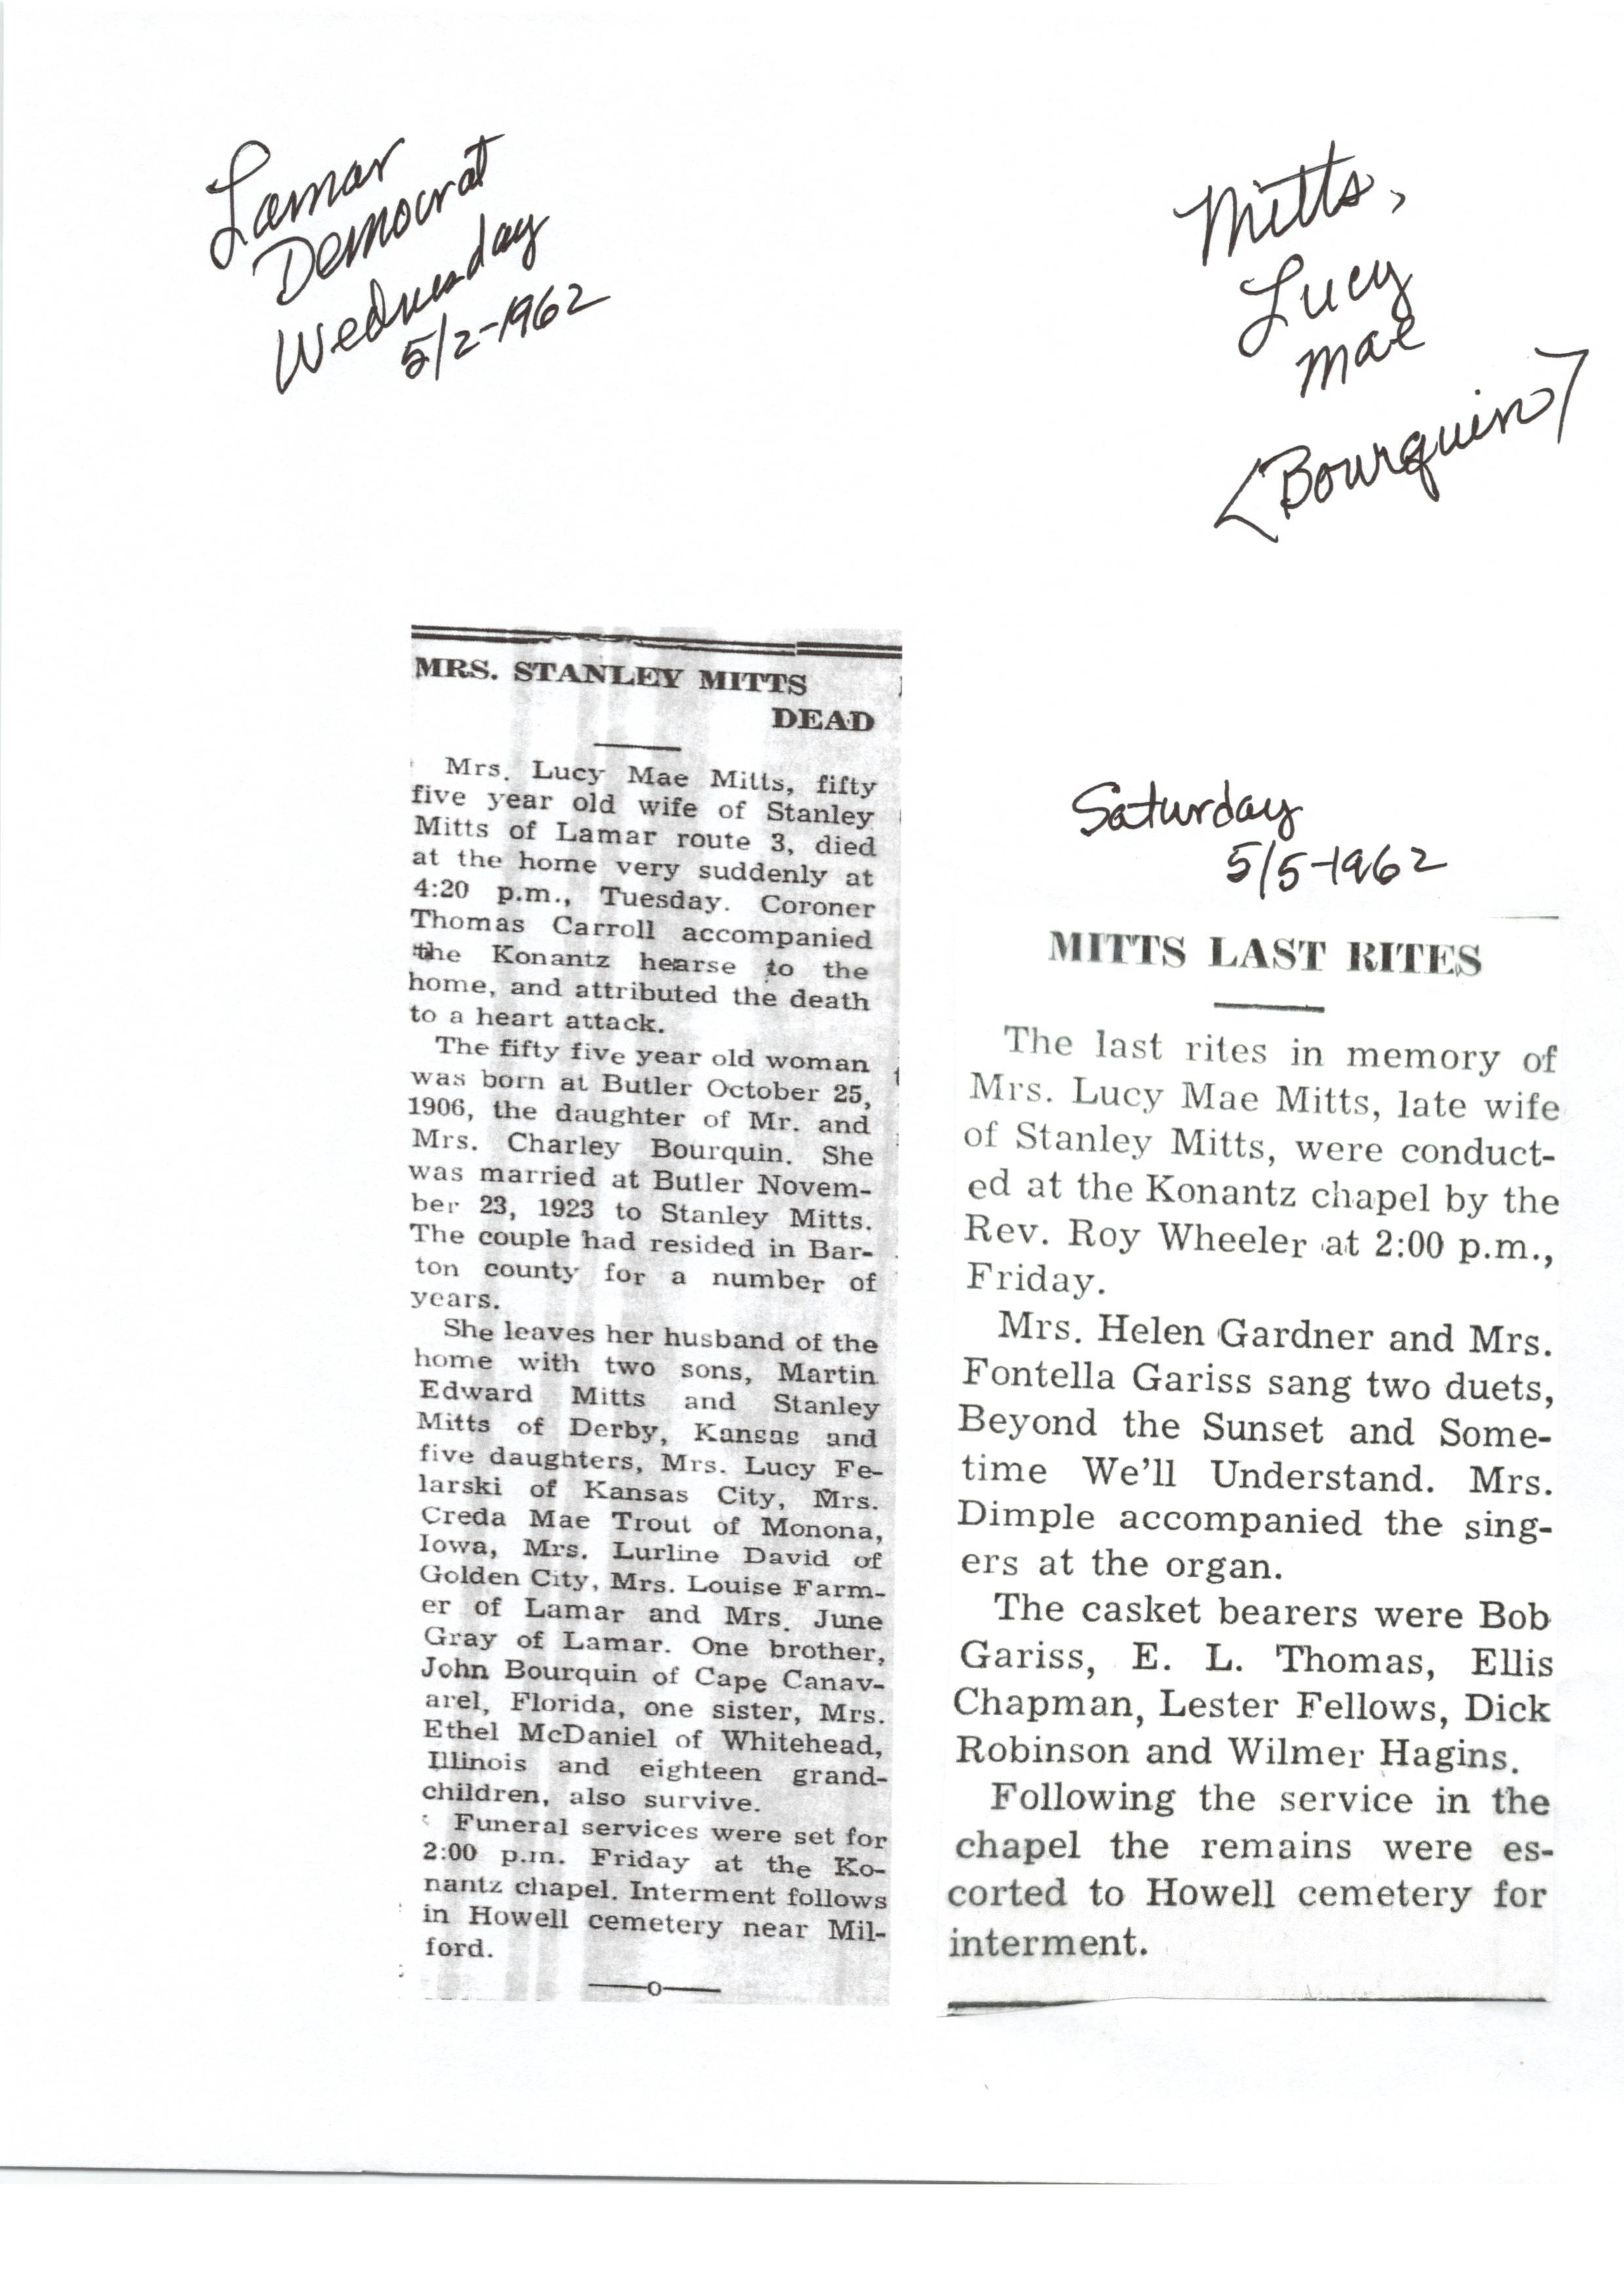 Lamar
Democrat
Wednesday
5/2-1962
Mitts,
Lucy
Mae
<Bourquin>
MRS. STANLEY MITTS
DEAD
Mrs. Lucy Mae Mitts, fifty
five year old wife of Stanley
Mitts of Lamar route 3, died
at the home very suddenly at
4:20 p.m., Tuesday. Coroner
Thomas Carroll accompanied
the Konantz hearse to the
home, and attributed the death
to a heart attack.
The fifty five year old woman
was born at Butler October 25,
1906, the daughter of Mr. and
Mrs. Charley Bourquin. She
was married at Butler Novem-
ber 23, 1923 to Stanley Mitts.
The couple had resided in Bar-
ton county for a number of
years.
She leaves her husband of the
home with two sons, Martin
Edward Mitts and Stanley
Mitts of Derby, Kansas and
five daughters, Mrs. Lucy Fe-
larski of Kansas City, Mrs.
Creda Mae Trout of Monona,
Iowa, Mrs. Lurline David of
Golden City, Mrs. Louise Farm-
er of Lamar and Mrs. June
Gray of Lamar. One brother,
John Bourquin of Cape Canav-
arel, Florida, one sister, Mrs.
Ethel McDaniel of Whitehead,
Illinois and eighteen grand-
children, also survive.
Funeral services were set for
2:00 p.m. Friday at the Ko-
nantz chapel. Interment follows
in Howell cemetery near Mil-
ford.
Saturday
5/5-1962
MITTS LAST RITES
The last rites in memory of
Mrs. Lucy Mae Mitts, late wife
of Stanley Mitts, were conduct-
ed at the Konantz chapel by the
Rev. Roy Wheeler at 2:00 p.m.,
Friday.
Mrs. Helen Gardner and Mrs.
Fontella Gariss sang two duets,
Beyond the Sunset and Some-
time We'll Understand. Mrs.
Dimple accompanied the sing-
ers at the organ.
The casket bearers were Bob
Gariss, E. L. Thomas, Ellis
Chapman, Lester Fellows, Dick
Robinson and Wilmer Hagins.
Following the service in the
chapel the remains were es-
corted to Howell cemetery for
interment.